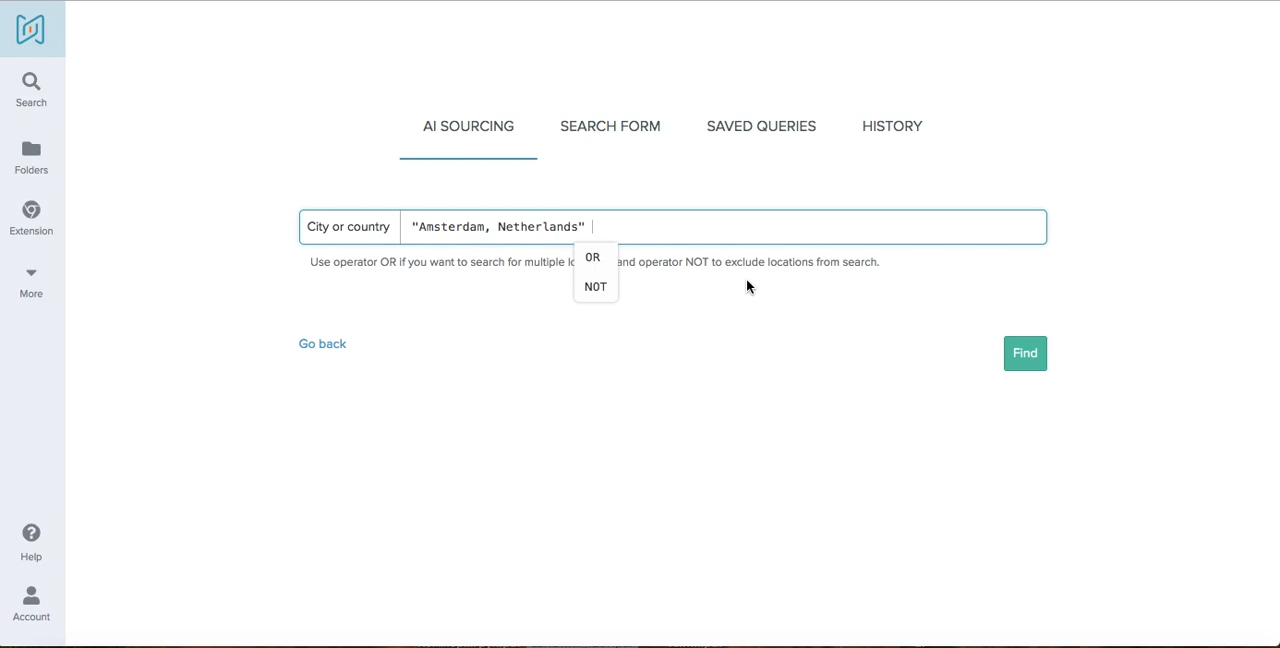 AI SOURCING SEARCH FORM SAVED QUERIES HISTORY
Search
Folders
Extension
More
Help
Account
City or country "Amsterdam, Netherlands"
Use operator OR if you want to search for multiple and operator NOT to exclude locations from search.
OR
NOT
Go back
Find